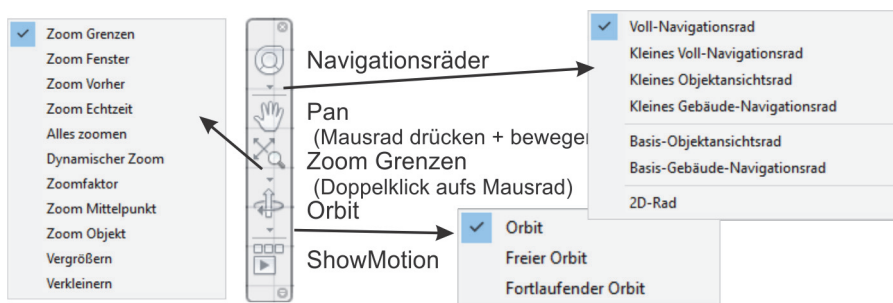 Zoom Grenzen
Zoom Fenster
Zoom Vorher
Zoom Echtzeit
Alles zoomen
Dynamischer Zoom
Zoomfaktor
Zoom Mittelpunkt
Zoom Objekt
Vergrößern
Verkleinern
Navigationsräder
Pan
(Mausrad drücken + bewegen
Zoom Grenzen
(Doppelklick aufs Mausrad)
Orbit
ShowMotion
Voll-Navigationsrad
Kleines Voll-Navigationsrad
Kleines Objektansichtsrad
Kleines Gebäude-Navigationsrad
Basis-Objektansichtsrad
Basis-Gebäude-Navigationsrad
2D-Rad
Orbit
Freier Orbit
Fortlaufender Orbit